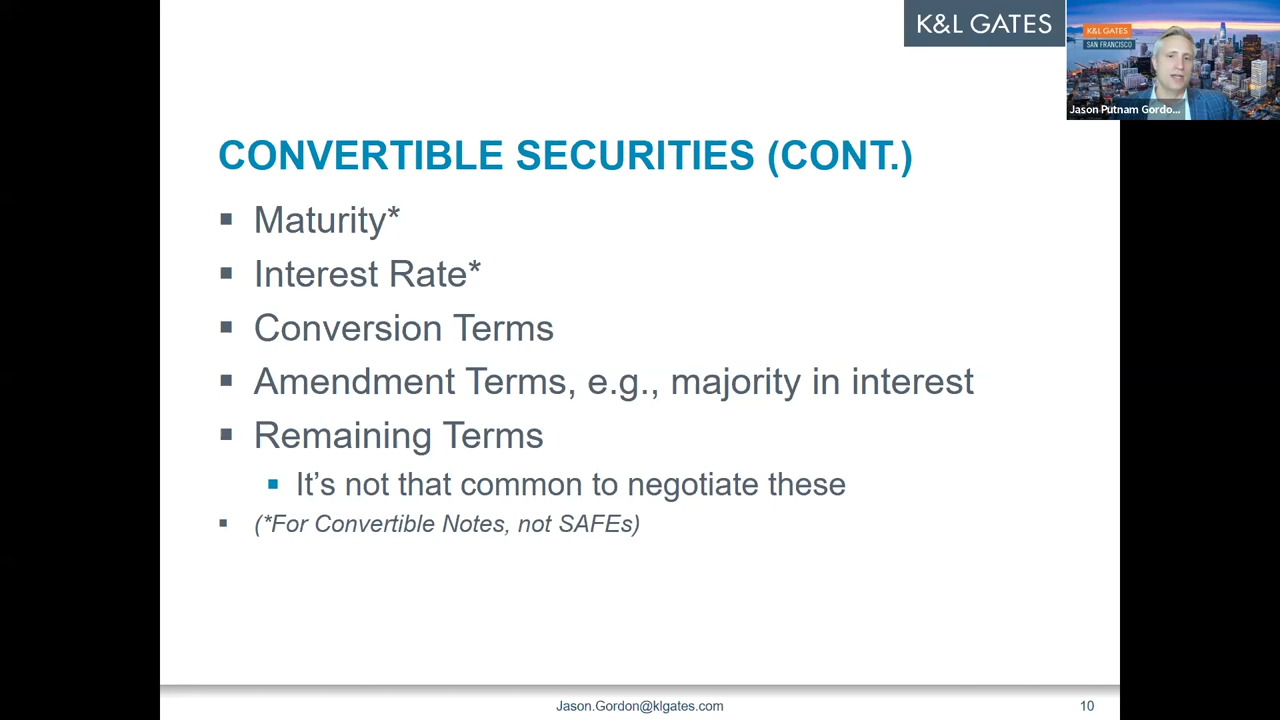 K&L GATES
K&L GATES
SAN FRANCISCO
Jason Putnam Gordo...
CONVERTIBLE SECURITIES (CONT.)
▪ Maturity*
▪ Interest Rate*
▪ Conversion Terms
▪ Amendment Terms, e.g., majority in interest
▪ Remaining Terms
▪ It’s not that common to negotiate these
▪ (*For Convertible Notes, not SAFEs)
Jason.Gordon@klgates.com
10